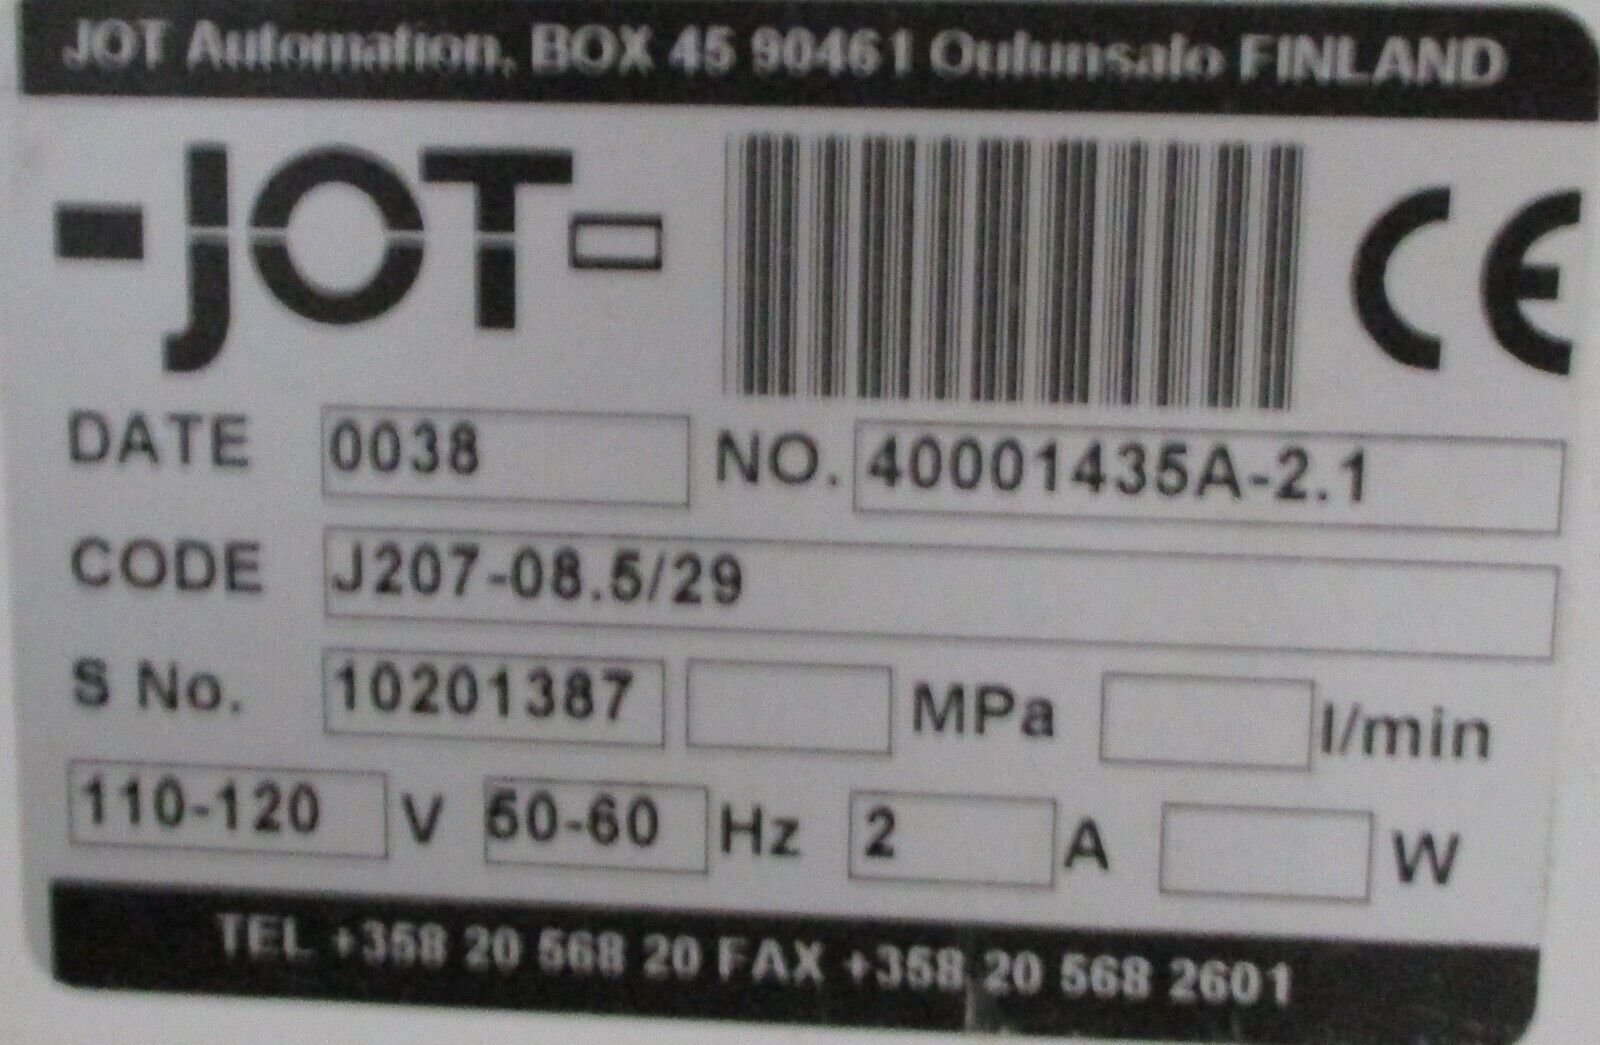 JOT Automation, BOX 45 90461 Oulunsalo FINLAND
JOT CE
DATE 0038 NO. 40001435A-2.1
CODE J207-08.5/29
S No. 10201387 MPa l/min
110-120 V 50-60 Hz 2 A W
TEL +358 20 568 20 FAX +358 20 568 2601